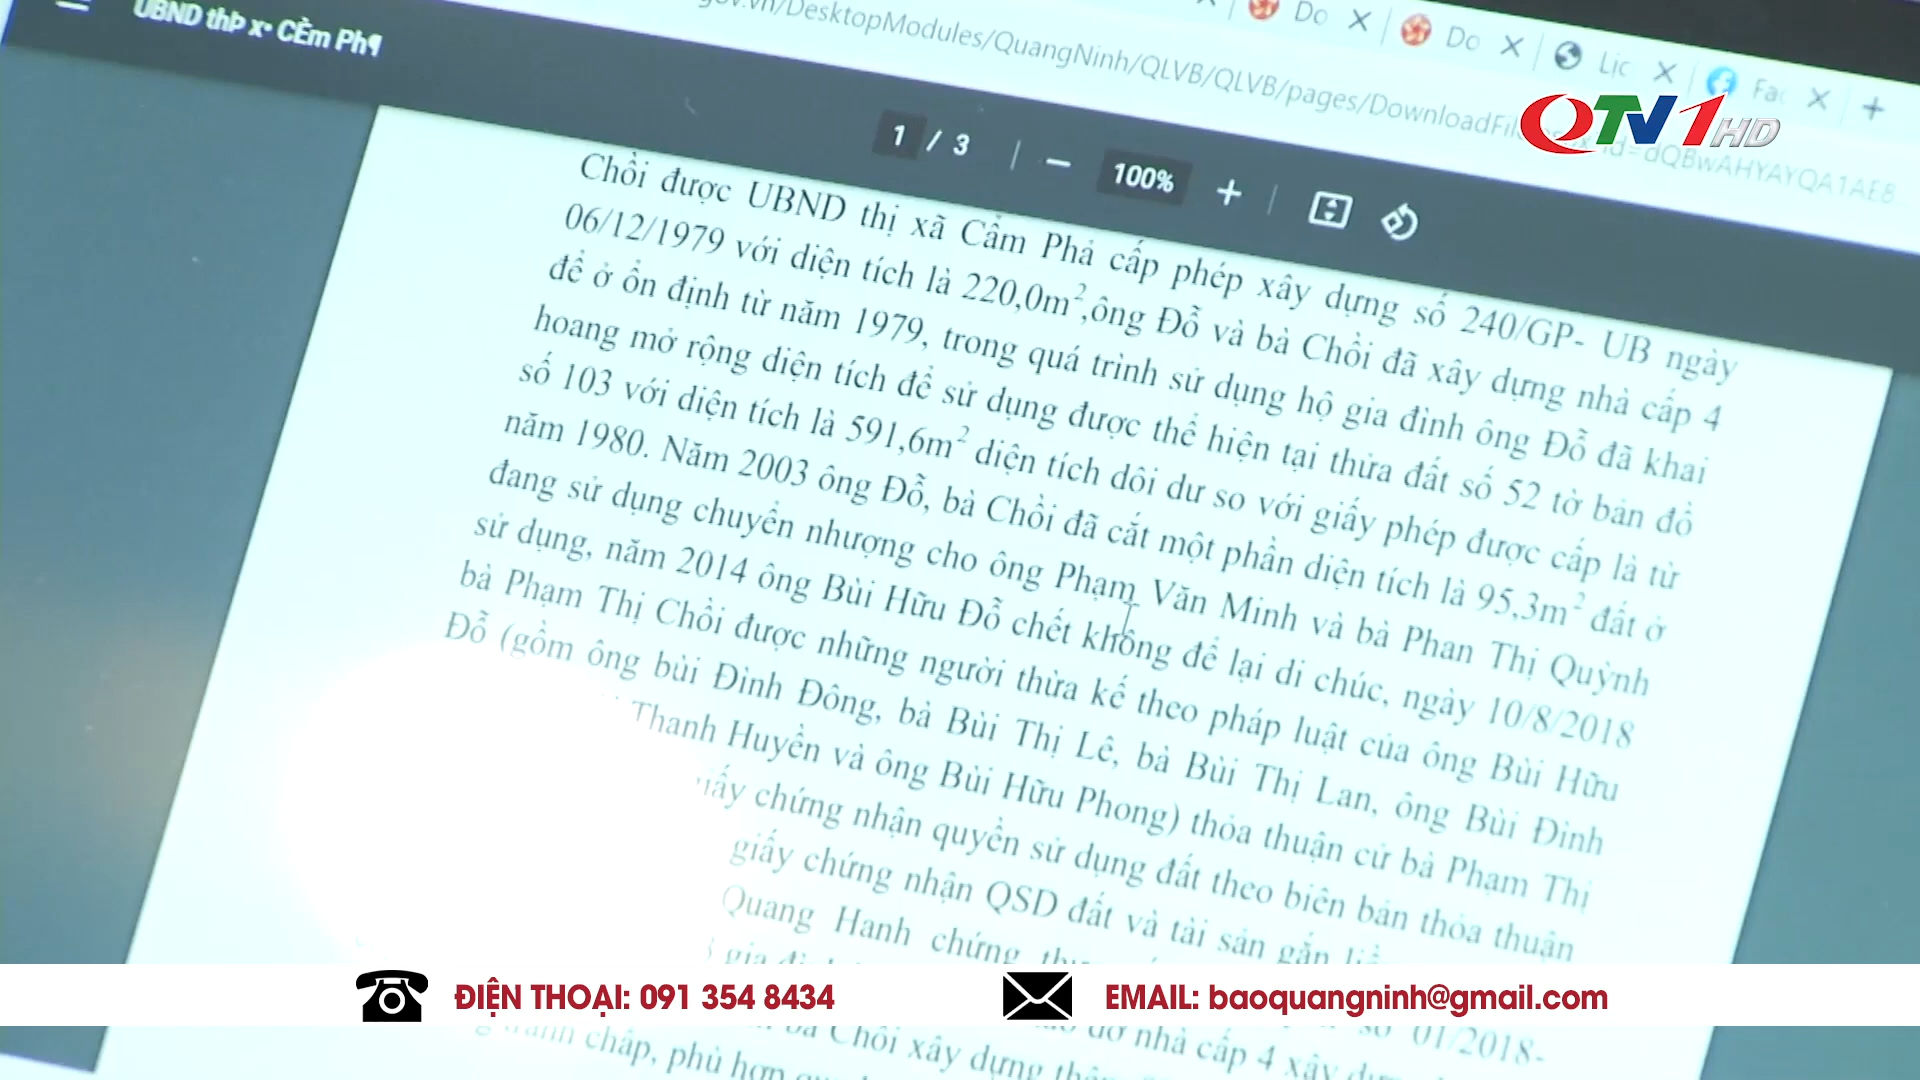 UBND thÞ x· CÈm Ph¶
gov.vn/DesktopModules/QuangNinh/QLVB/QLVB/pages/DownloadFil
id=dQBwAHYAYQA1AE8
Do
Do
Lịc
Fac
QTV1HD
1 / 3
100%
Chồi được UBND thị xã Cẩm Phả cấp phép xây dựng số 240/GP- UB ngày
06/12/1979 với diện tích là 220,0m²,ông Đỗ và bà Chồi đã xây dựng nhà cấp 4
để ở ổn định từ năm 1979, trong quá trình sử dụng hộ gia đình ông Đỗ đã khai
hoang mở rộng diện tích để sử dụng được thể hiện tại thửa đất số 52 tờ bản đồ
số 103 với diện tích là 591,6m² diện tích dôi dư so với giấy phép được cấp là từ
năm 1980. Năm 2003 ông Đỗ, bà Chồi đã cắt một phần diện tích là 95,3m² đất ở
đang sử dụng chuyển nhượng cho ông Phạm Văn Minh và bà Phan Thị Quỳnh
sử dụng, năm 2014 ông Bùi Hữu Đỗ chết không để lại di chúc, ngày 10/8/2018
bà Phạm Thị Chồi được những người thừa kế theo pháp luật của ông Bùi Hữu
Đỗ (gồm ông bùi Đình Đông, bà Bùi Thị Lê, bà Bùi Thị Lan, ông Bùi Đình
Thanh Huyền và ông Bùi Hữu Phong) thỏa thuận cử bà Phạm Thị
giấy chứng nhận quyền sử dụng đất theo biên bản thỏa thuận
giấy chứng nhận QSD đất và tài sản gắn
Quang Hanh chứng
gia
ĐIỆN THOẠI: 091 354 8434
EMAIL: baoquangninh@gmail.com
số 01/2018-
bà Chồi xây dựng
dỡ nhà cấp 4 xây
tranh chấp, phù hợp